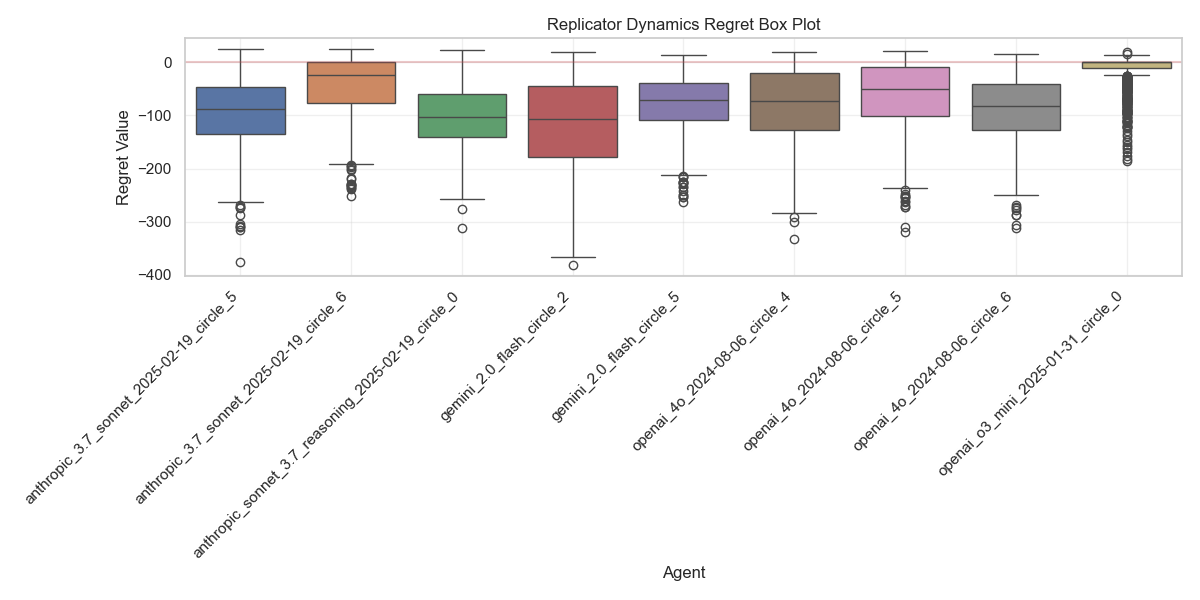 Replicator Dynamics Regret Box Plot
Regret Value
0
−100
−200
−300
−400
anthropic_3.7_sonnet_2025-02-19_circle_5
anthropic_3.7_sonnet_2025-02-19_circle_6
anthropic_sonnet_3.7_reasoning_2025-02-19_circle_0
gemini_2.0_flash_circle_2
gemini_2.0_flash_circle_5
openai_4o_2024-08-06_circle_4
openai_4o_2024-08-06_circle_5
openai_4o_2024-08-06_circle_6
openai_o3_mini_2025-01-31_circle_0
Agent